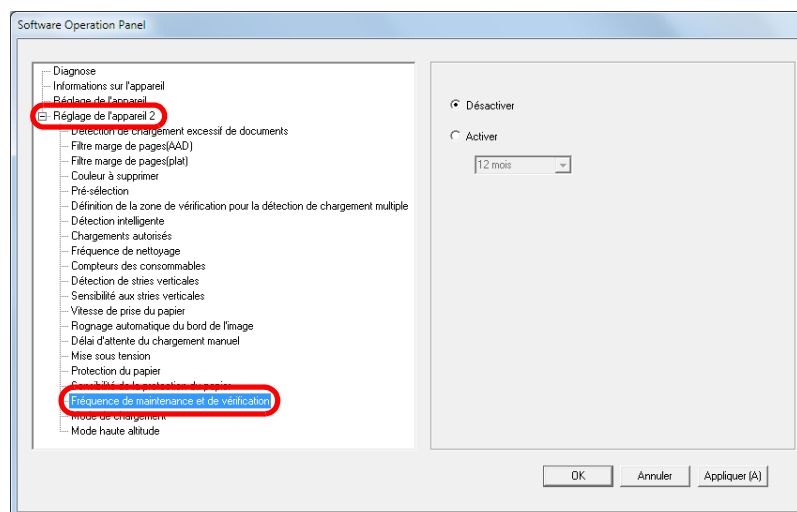 Software Operation Panel
Diagnose
Informations sur l'appareil
Réglage de l'appareil
Réglage de l'appareil 2
Détection de chargement excessif de documents
Filtre marge de pages(AAD)
Filtre marge de pages(plat)
Couleur à supprimer
Pré-sélection
Définition de la zone de vérification pour la détection de chargement multiple
Détection intelligente
Chargements autorisés
Fréquence de nettoyage
Compteurs des consommables
Détection de stries verticales
Sensibilité aux stries verticales
Vitesse de prise du papier
Rognage automatique du bord de l'image
Délai d'attente du chargement manuel
Mise sous tension
Protection du papier
Sensibilité de la protection du papier
Fréquence de maintenance et de vérification
Mode de chargement
Mode haute altitude
Désactiver
Activer
12 mois
OK
Annuler
Appliquer (A)